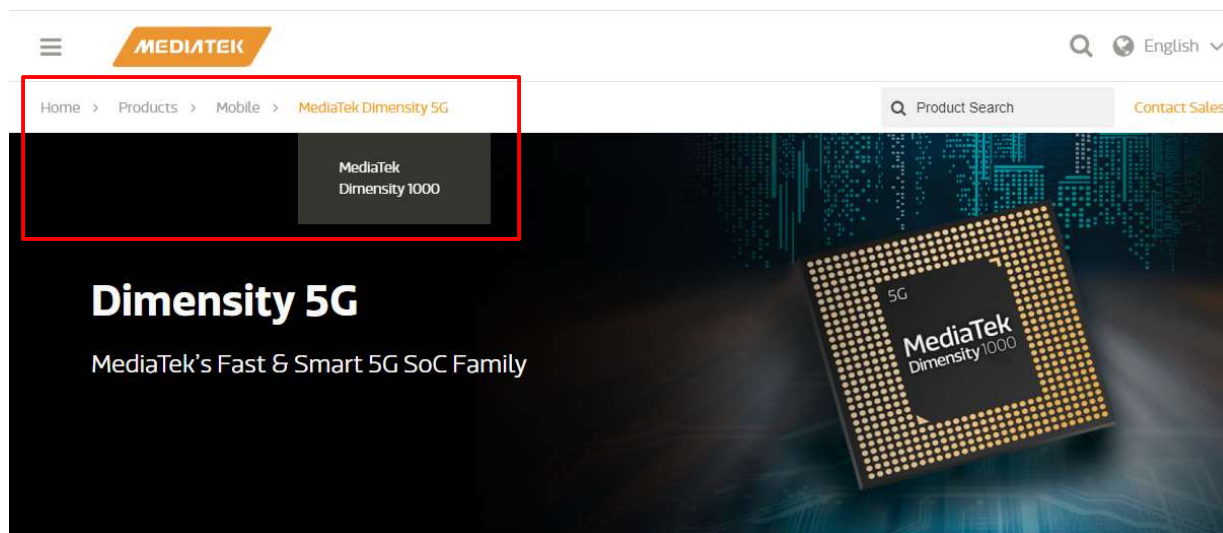 MEDIATEK
English
Home > Products > Mobile > MediaTek Dimensity 5G
Product Search
Contact Sales
MediaTek
Dimensity 1000
Dimensity 5G
MediaTek's Fast & Smart 5G SoC Family
5G
MediaTek
Dimensity 1000